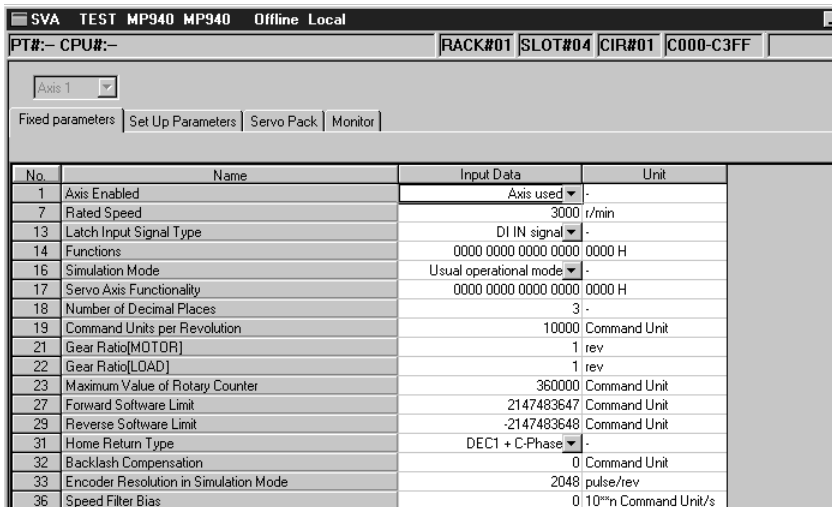 SVA TEST MP940 MP940 Offline Local
PT#:– CPU#:– RACK#01 SLOT#04 CIR#01 C000-C3FF
Axis 1
Fixed parameters Set Up Parameters Servo Pack Monitor
No. Name Input Data Unit
1 Axis Enabled Axis used -
7 Rated Speed 3000 r/min
13 Latch Input Signal Type DI IN signal -
14 Functions 0000 0000 0000 0000 0000 H
16 Simulation Mode Usual operational mode -
17 Servo Axis Functionality 0000 0000 0000 0000 0000 H
18 Number of Decimal Places 3 -
19 Command Units per Revolution 10000 Command Unit
21 Gear Ratio[MOTOR] 1 rev
22 Gear Ratio[LOAD] 1 rev
23 Maximum Value of Rotary Counter 360000 Command Unit
27 Forward Software Limit 2147483647 Command Unit
29 Reverse Software Limit -2147483648 Command Unit
31 Home Return Type DEC1 + C-Phase -
32 Backlash Compensation 0 Command Unit
33 Encoder Resolution in Simulation Mode 2048 pulse/rev
36 Speed Filter Bias 0 10**n Command Unit/s